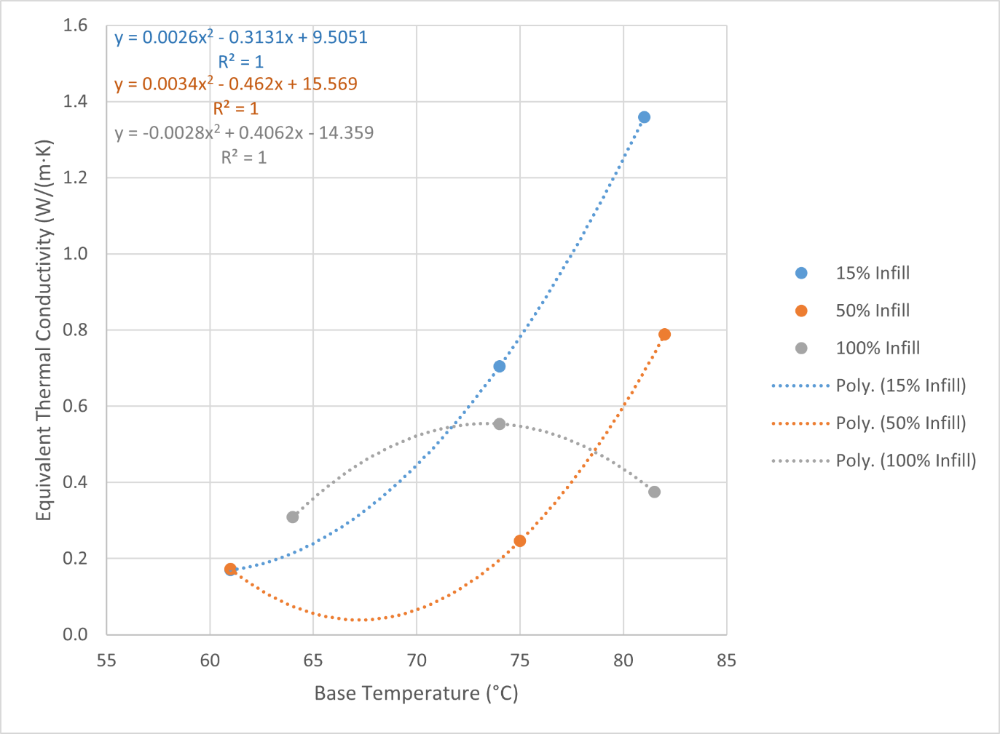 y = 0.0026x² - 0.3131x + 9.5051
R² = 1
y = 0.0034x² - 0.462x + 15.569
R² = 1
y = -0.0028x² + 0.4062x - 14.359
R² = 1
1.6
1.4
1.2
1.0
0.8
0.6
0.4
0.2
0.0
Equivalent Thermal Conductivity (W/(m·K)
55 60 65 70 75 80 85
Base Temperature (°C)
15% Infill
50% Infill
100% Infill
Poly. (15% Infill)
Poly. (50% Infill)
Poly. (100% Infill)